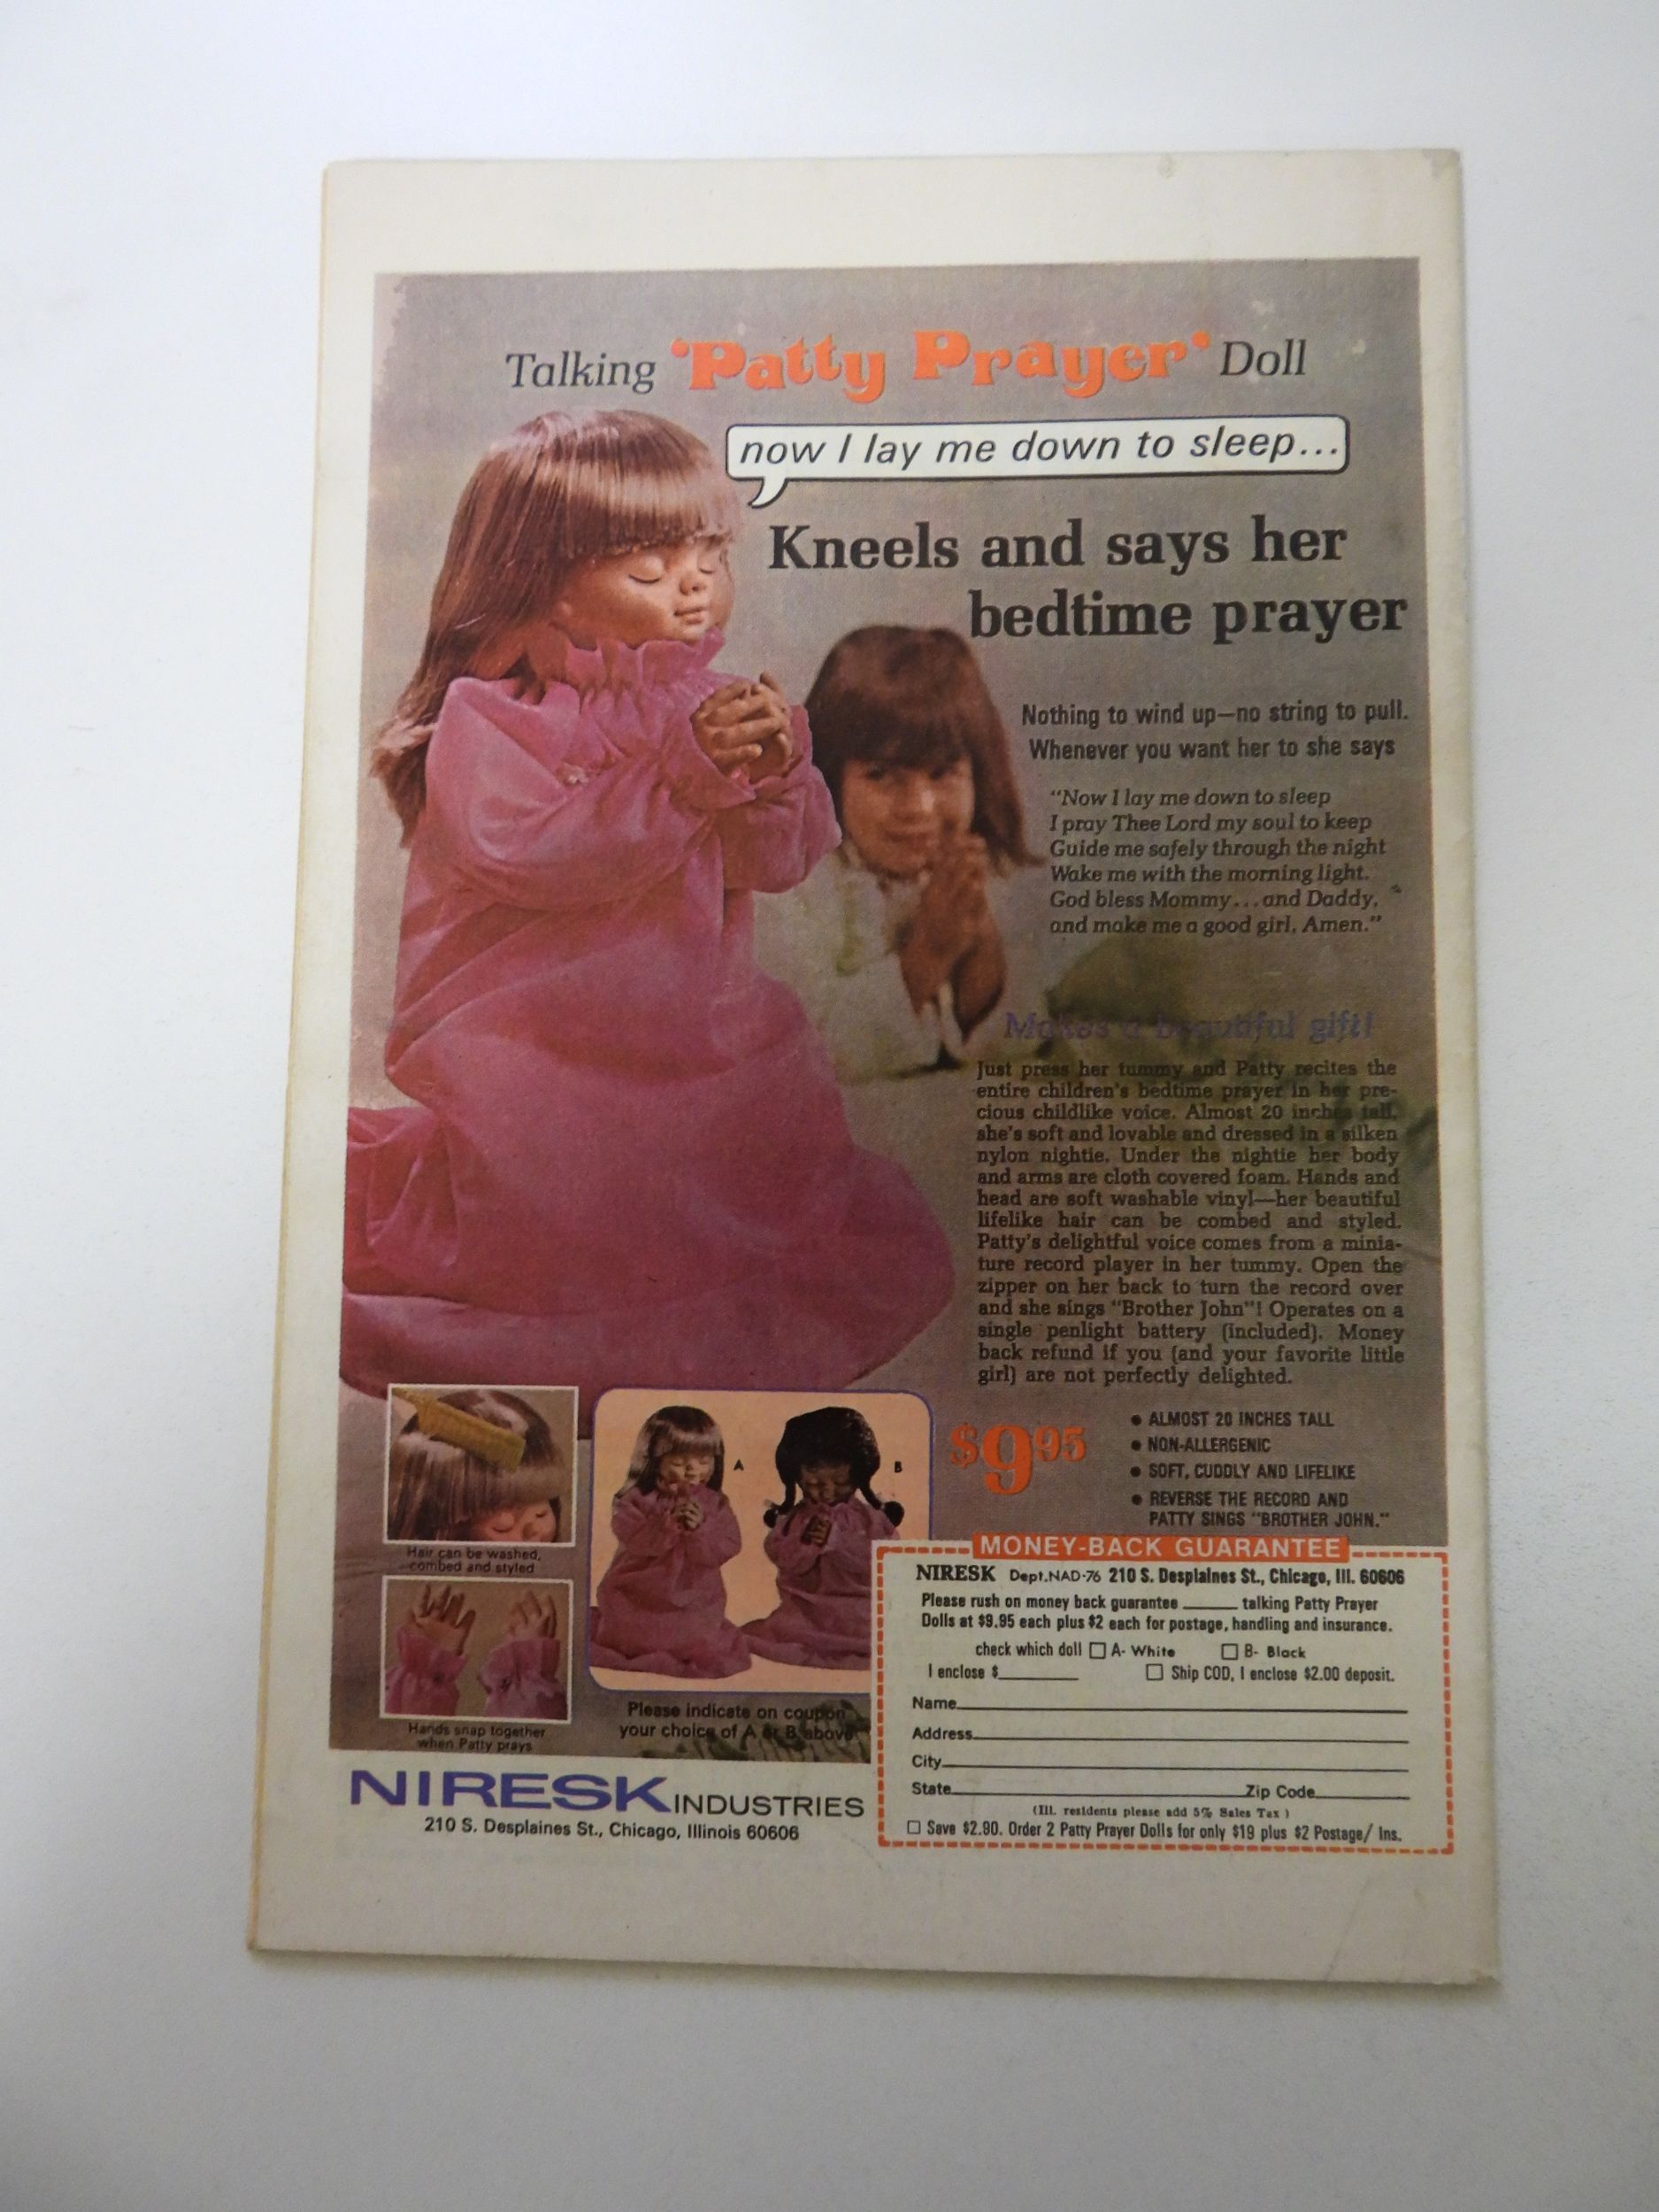 Talking 'Patty Prayer' Doll
now I lay me down to sleep...
Kneels and says her
bedtime prayer
Nothing to wind up—no string to pull.
Whenever you want her to she says
"Now I lay me down to sleep
I pray Thee Lord my soul to keep
Guide me safely through the night
Wake me with the morning light.
God bless Mommy...and Daddy,
and make me a good girl, Amen."
Makes a beautiful gift!
Just press her tummy and Patty recites the
entire children's bedtime prayer in her pre-
cious childlike voice. Almost 20 inches tall,
she's soft and lovable and dressed in a silken
nylon nightie. Under the nightie her body
and arms are cloth covered foam. Hands and
head are soft washable vinyl—her beautiful
lifelike hair can be combed and styled.
Patty's delightful voice comes from a minia-
ture record player in her tummy. Open the
zipper on her back to turn the record over
and she sings "Brother John"! Operates on a
single penlight battery (included). Money
back refund if you (and your favorite little
girl) are not perfectly delighted.
$9.95
• ALMOST 20 INCHES TALL
• NON-ALLERGENIC
• SOFT, CUDDLY AND LIFELIKE
• REVERSE THE RECORD AND
PATTY SINGS "BROTHER JOHN."
Hair can be washed,
combed and styled
Hands snap together
when Patty prays
A
B
Please indicate on coupon
your choice of A or B above
NIRESK INDUSTRIES
210 S. Desplaines St., Chicago, Illinois 60606
MONEY-BACK GUARANTEE
NIRESK Dept.NAD-76 210 S. Desplaines St., Chicago, Ill. 60606
Please rush on money back guarantee ______ talking Patty Prayer
Dolls at $9.95 each plus $2 each for postage, handling and insurance.
check which doll ☐ A- White ☐ B- Black
I enclose $________ ☐ Ship COD, I enclose $2.00 deposit.
Name
Address
City
State Zip Code
(Ill. residents please add 5% Sales Tax)
☐ Save $2.90. Order 2 Patty Prayer Dolls for only $19 plus $2 Postage/ Ins.